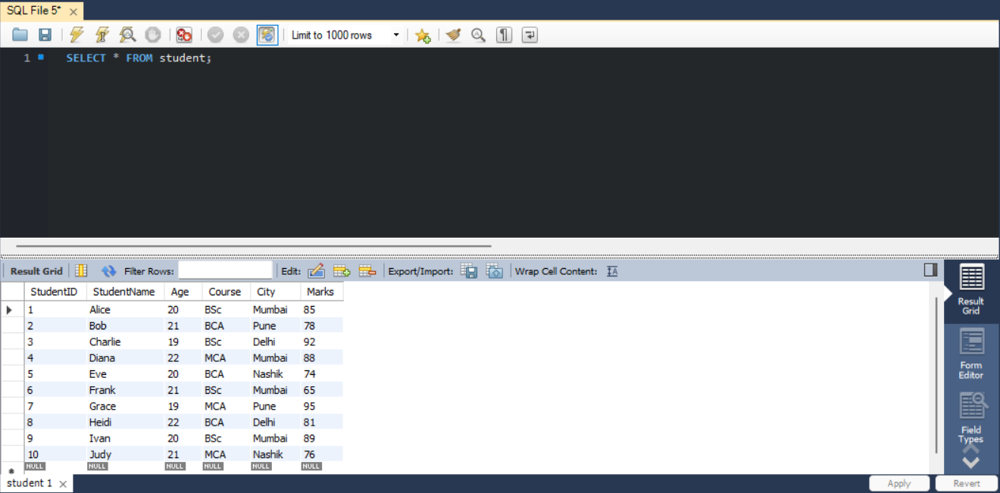 SQL File 5*
Limit to 1000 rows
1 SELECT * FROM student;
Result Grid Filter Rows: Edit: Export/Import: Wrap Cell Content:
StudentID StudentName Age Course City Marks
1 Alice 20 BSc Mumbai 85
2 Bob 21 BCA Pune 78
3 Charlie 19 BSc Delhi 92
4 Diana 22 MCA Mumbai 88
5 Eve 20 BCA Nashik 74
6 Frank 21 BSc Mumbai 65
7 Grace 19 MCA Pune 95
8 Heidi 22 BCA Delhi 81
9 Ivan 20 BSc Mumbai 89
10 Judy 21 MCA Nashik 76
NULL NULL NULL NULL NULL NULL
Result
Grid
Form
Editor
Field
Types
student 1
Apply Revert